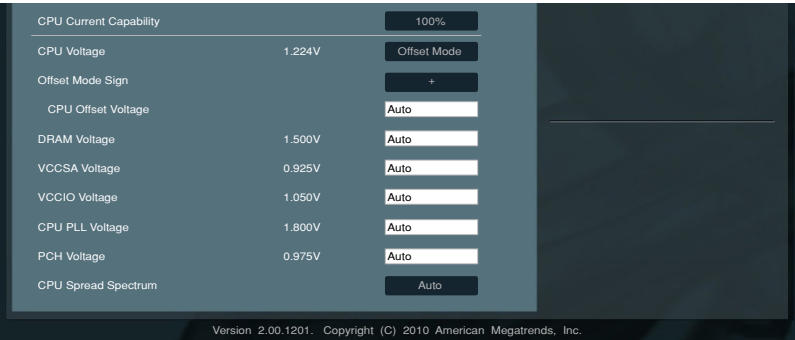 CPU Current Capability 100%
CPU Voltage 1.224V Offset Mode
Offset Mode Sign +
CPU Offset Voltage Auto
DRAM Voltage 1.500V Auto
VCCSA Voltage 0.925V Auto
VCCIO Voltage 1.050V Auto
CPU PLL Voltage 1.800V Auto
PCH Voltage 0.975V Auto
CPU Spread Spectrum Auto
Version 2.00.1201. Copyright (C) 2010 American Megatrends, Inc.